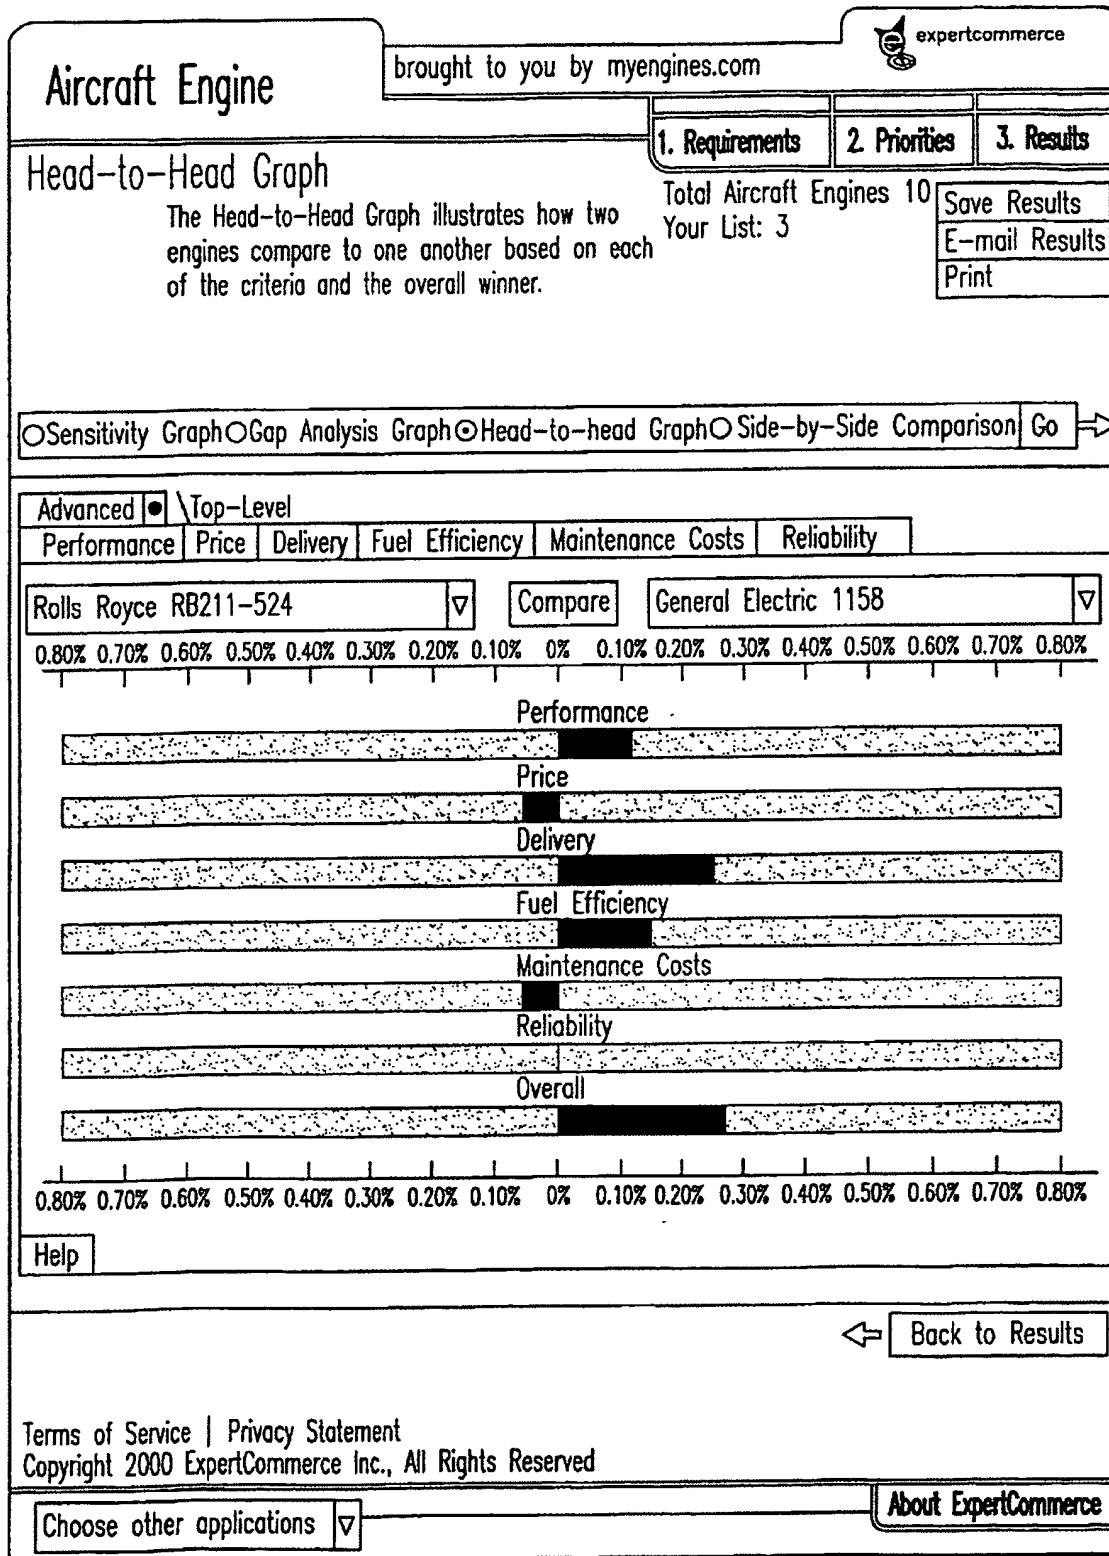 expertcommerce
Aircraft Engine
brought to you by myengines.com
1. Requirements 2. Priorities 3. Results
Head-to-Head Graph
The Head-to-Head Graph illustrates how two
engines compare to one another based on each
of the criteria and the overall winner.
Total Aircraft Engines 10
Your List: 3
Save Results
E-mail Results
Print
Sensitivity Graph Gap Analysis Graph Head-to-head Graph Side-by-Side Comparison Go
Advanced \Top-Level
Performance Price Delivery Fuel Efficiency Maintenance Costs Reliability
Rolls Royce RB211-524 Compare General Electric 1158
0.80% 0.70% 0.60% 0.50% 0.40% 0.30% 0.20% 0.10% 0% 0.10% 0.20% 0.30% 0.40% 0.50% 0.60% 0.70% 0.80%
Performance
Price
Delivery
Fuel Efficiency
Maintenance Costs
Reliability
Overall
0.80% 0.70% 0.60% 0.50% 0.40% 0.30% 0.20% 0.10% 0% 0.10% 0.20% 0.30% 0.40% 0.50% 0.60% 0.70% 0.80%
Help
Back to Results
Terms of Service | Privacy Statement
Copyright 2000 ExpertCommerce Inc., All Rights Reserved
About ExpertCommerce
Choose other applications